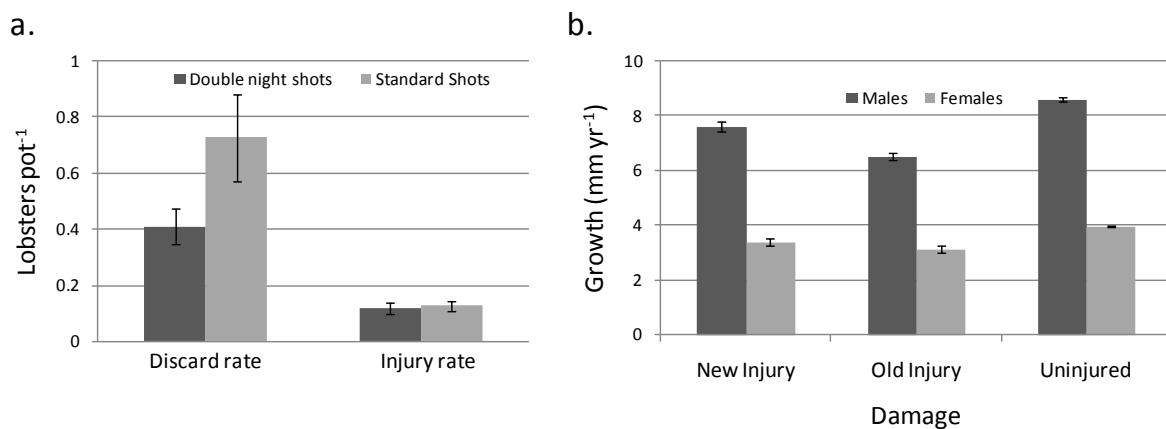 a.
Lobsters pot⁻¹
1
0.8
0.6
0.4
0.2
0
Double night shots
Standard Shots
Discard rate
Injury rate
b.
Growth (mm yr⁻¹)
10
8
6
4
2
0
Males
Females
New Injury
Old Injury
Uninjured
Damage